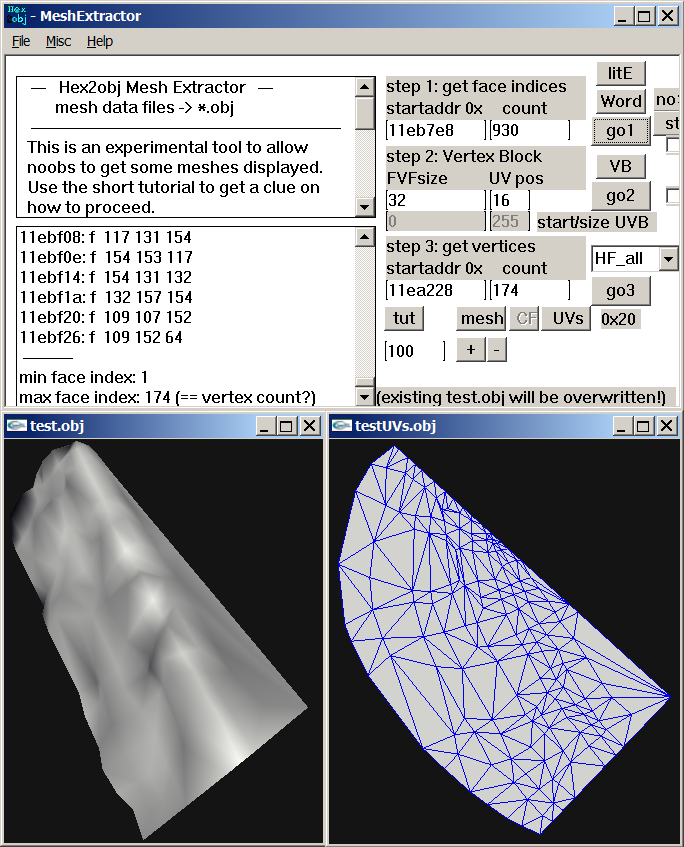 Hex
obj
MeshExtractor
File Misc Help
— Hex2obj Mesh Extractor —
mesh data files -> *.obj
This is an experimental tool to allow
noobs to get some meshes displayed.
Use the short tutorial to get a clue on
how to proceed.
11ebf08: f 117 131 154
11ebf0e: f 154 153 117
11ebf14: f 154 131 132
11ebf1a: f 132 157 154
11ebf20: f 109 107 152
11ebf26: f 109 152 64
min face index: 1
max face index: 174 (== vertex count?)
step 1: get face indices
startaddr 0x count
11eb7e8 930
litE
Word
go1
no
st
step 2: Vertex Block
FVFsize UV pos
32 16
0 255 start/size UVB
VB
go2
step 3: get vertices
startaddr 0x count
11ea228 174
HF_all
go3
tut mesh CF UVs 0x20
100 + -
(existing test.obj will be overwritten!)
test.obj
testUVs.obj